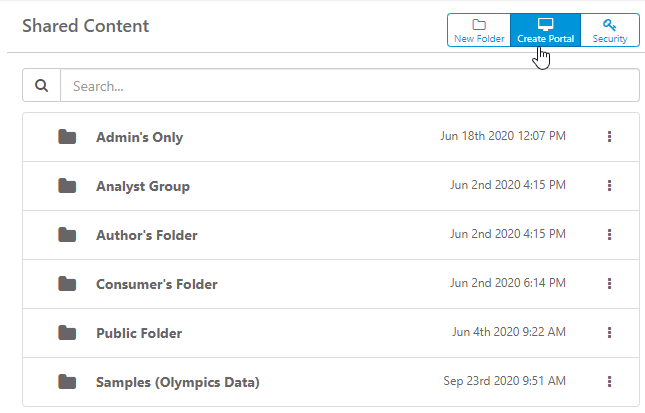 Shared Content
New Folder
Create Portal
Security
Search...
Admin's Only Jun 18th 2020 12:07 PM
Analyst Group Jun 2nd 2020 4:15 PM
Author's Folder Jun 2nd 2020 4:15 PM
Consumer's Folder Jun 2nd 2020 6:14 PM
Public Folder Jun 4th 2020 9:22 AM
Samples (Olympics Data) Sep 23rd 2020 9:51 AM